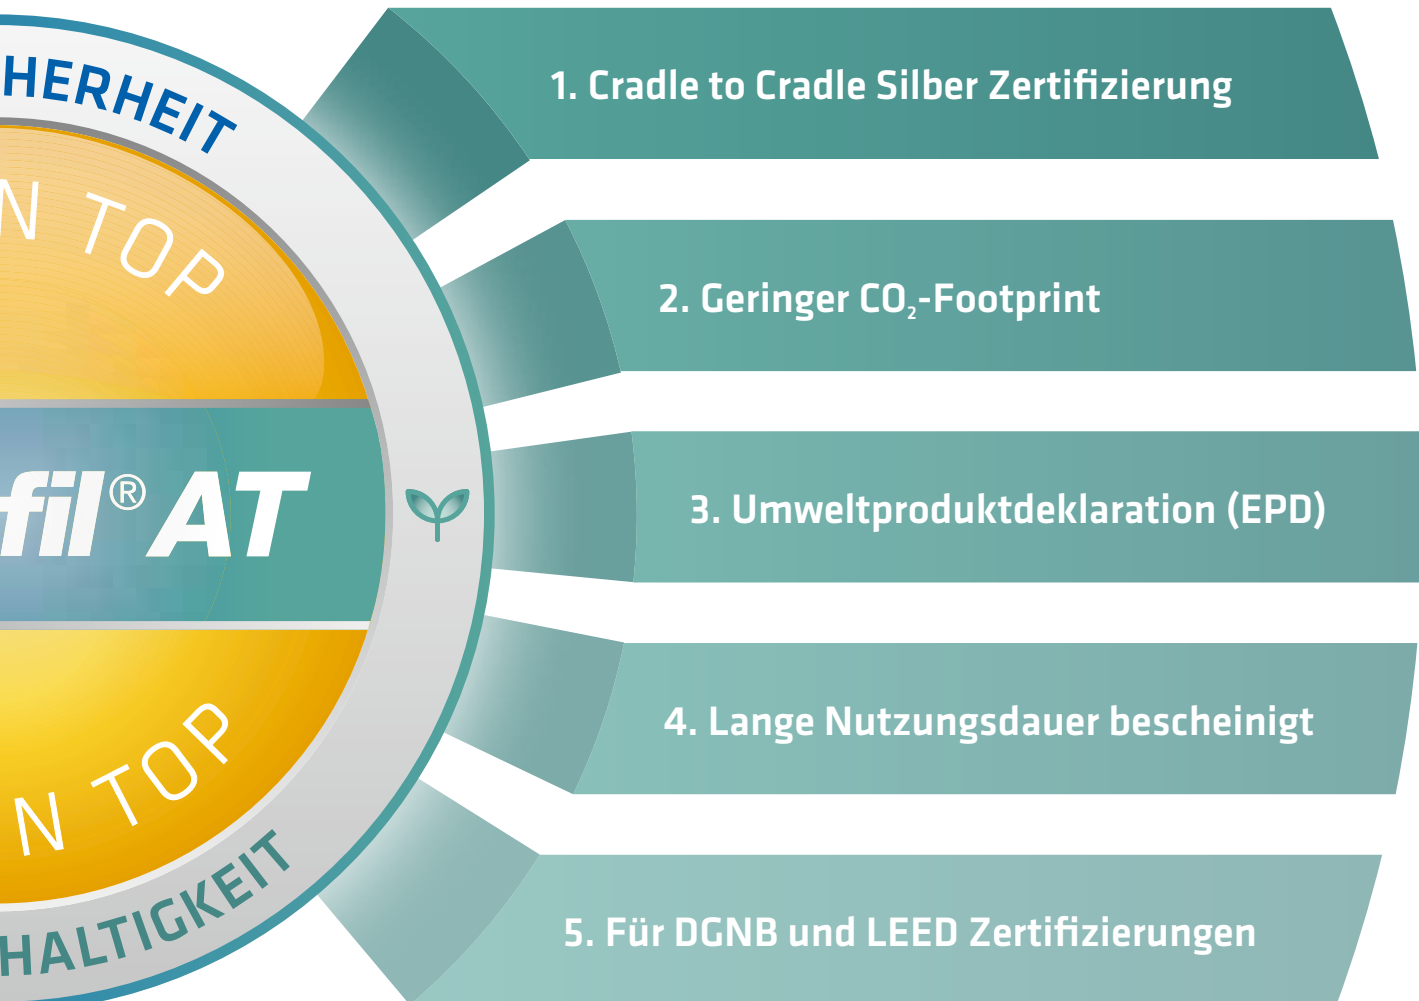 HERHEIT
N TOP
fil® AT
N TOP
HALTIGKEIT
1. Cradle to Cradle Silber Zertifizierung
2. Geringer CO₂-Footprint
3. Umweltproduktdeklaration (EPD)
4. Lange Nutzungsdauer bescheinigt
5. Für DGNB und LEED Zertifizierungen